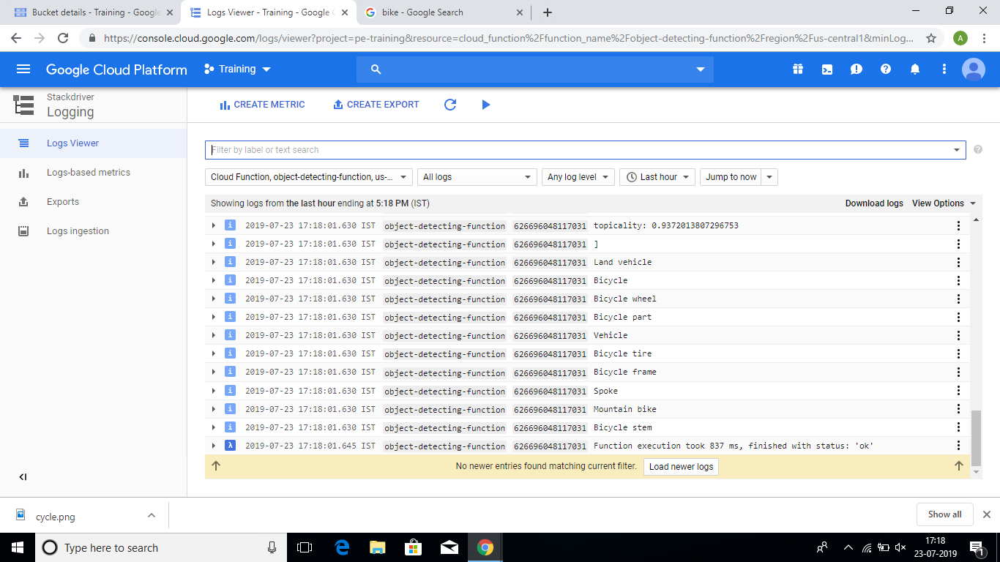 Bucket details - Training - Google
Logs Viewer - Training - Google C
bike - Google Search
https://console.cloud.google.com/logs/viewer?project=pe-training&resource=cloud_function%2Ffunction_name%2Fobject-detecting-function%2Fregion%2Fus-central1&minLog...
A
Google Cloud Platform
Training
Stackdriver
Logging
CREATE METRIC
CREATE EXPORT
Logs Viewer
Logs-based metrics
Exports
Logs ingestion
Filter by label or text search
Cloud Function, object-detecting-function, us-...
All logs
Any log level
Last hour
Jump to now
Showing logs from the last hour ending at 5:18 PM (IST)
Download logs
View Options
i 2019-07-23 17:18:01.630 IST object-detecting-function 626696048117031 topicality: 0.9372013807296753
i 2019-07-23 17:18:01.630 IST object-detecting-function 626696048117031 ]
i 2019-07-23 17:18:01.630 IST object-detecting-function 626696048117031 Land vehicle
i 2019-07-23 17:18:01.630 IST object-detecting-function 626696048117031 Bicycle
i 2019-07-23 17:18:01.630 IST object-detecting-function 626696048117031 Bicycle wheel
i 2019-07-23 17:18:01.630 IST object-detecting-function 626696048117031 Bicycle part
i 2019-07-23 17:18:01.630 IST object-detecting-function 626696048117031 Vehicle
i 2019-07-23 17:18:01.630 IST object-detecting-function 626696048117031 Bicycle tire
i 2019-07-23 17:18:01.630 IST object-detecting-function 626696048117031 Bicycle frame
i 2019-07-23 17:18:01.630 IST object-detecting-function 626696048117031 Spoke
i 2019-07-23 17:18:01.630 IST object-detecting-function 626696048117031 Mountain bike
i 2019-07-23 17:18:01.630 IST object-detecting-function 626696048117031 Bicycle stem
λ 2019-07-23 17:18:01.645 IST object-detecting-function 626696048117031 Function execution took 837 ms, finished with status: 'ok'
No newer entries found matching current filter.
Load newer logs
cycle.png
Show all
Type here to search
17:18
23-07-2019
1